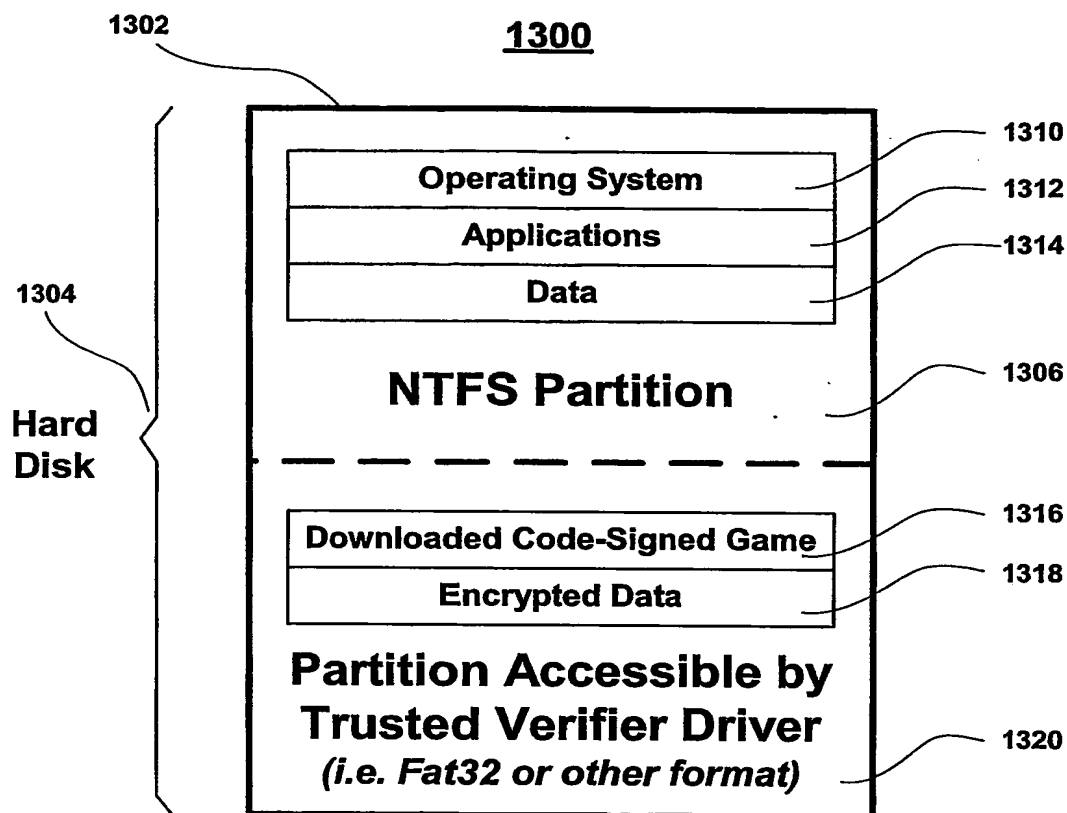 1302
1300
1310
Operating System
1312
Applications
1314
Data
1304
NTFS Partition
1306
Hard
Disk
1316
Downloaded Code-Signed Game
1318
Encrypted Data
Partition Accessible by
Trusted Verifier Driver
1320
(i.e. Fat32 or other format)